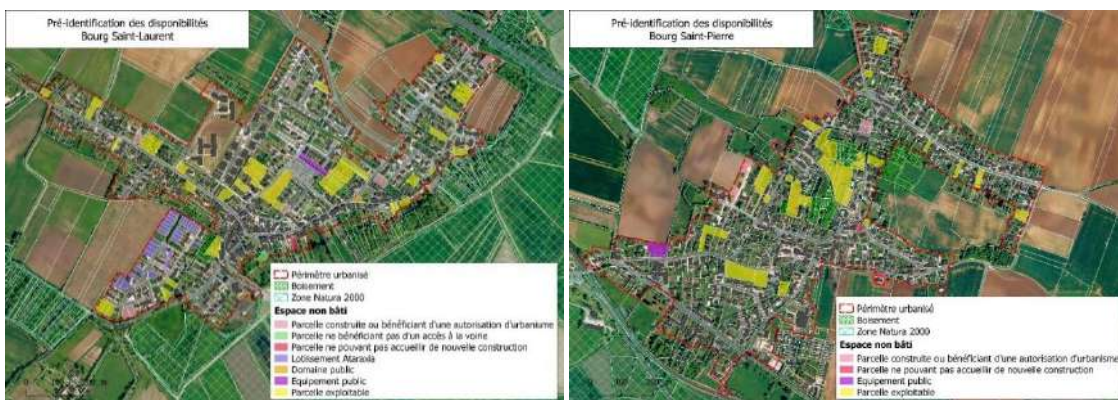 Pré-identification des disponibilités
Bourg Saint-Laurent
Périmètre urbanisé
Boisement
Zone Natura 2000
Espace non bâti
Parcelle construite ou bénéficiant d'une autorisation d'urbanisme
Parcelle ne bénéficiant pas d'un accès à la voirie
Parcelle ne pouvant pas accueillir de nouvelle construction
Lotissement Ataraxia
Domaine public
Equipement public
Parcelle exploitable
Pré-identification des disponibilités
Bourg Saint-Pierre
Périmètre urbanisé
Boisement
Zone Natura 2000
Espace non bâti
Parcelle construite ou bénéficiant d'une autorisation d'urbanisme
Parcelle ne pouvant pas accueillir de nouvelle construction
Equipement public
Parcelle exploitable